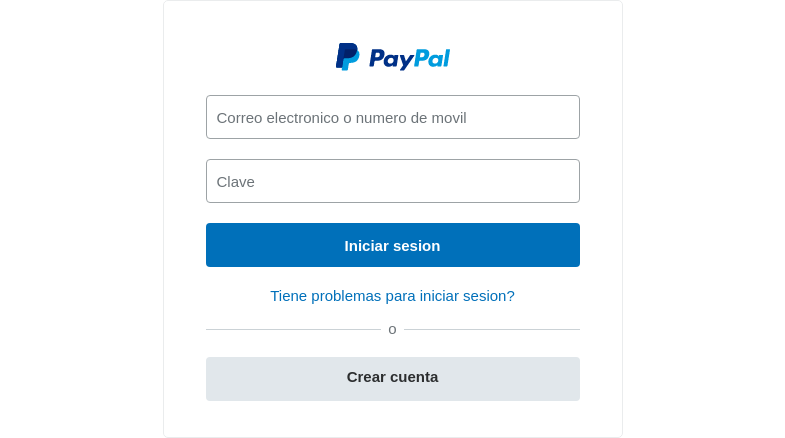 PayPal
Correo electronico o numero de movil
Clave
Iniciar sesion
Tiene problemas para iniciar sesion?
o
Crear cuenta